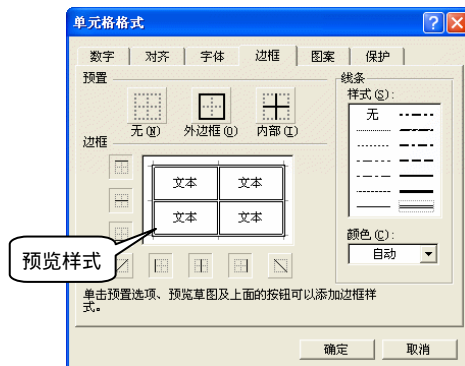 单元格格式
数字 对齐 字体 边框 图案 保护
预置
无(N) 外边框(O) 内部(I)
边框
文本 文本
文本 文本
预览样式
线条
样式(S):
无
颜色(C):
自动
单击预置选项、预览草图及上面的按钮可以添加边框样
式。
确定 取消